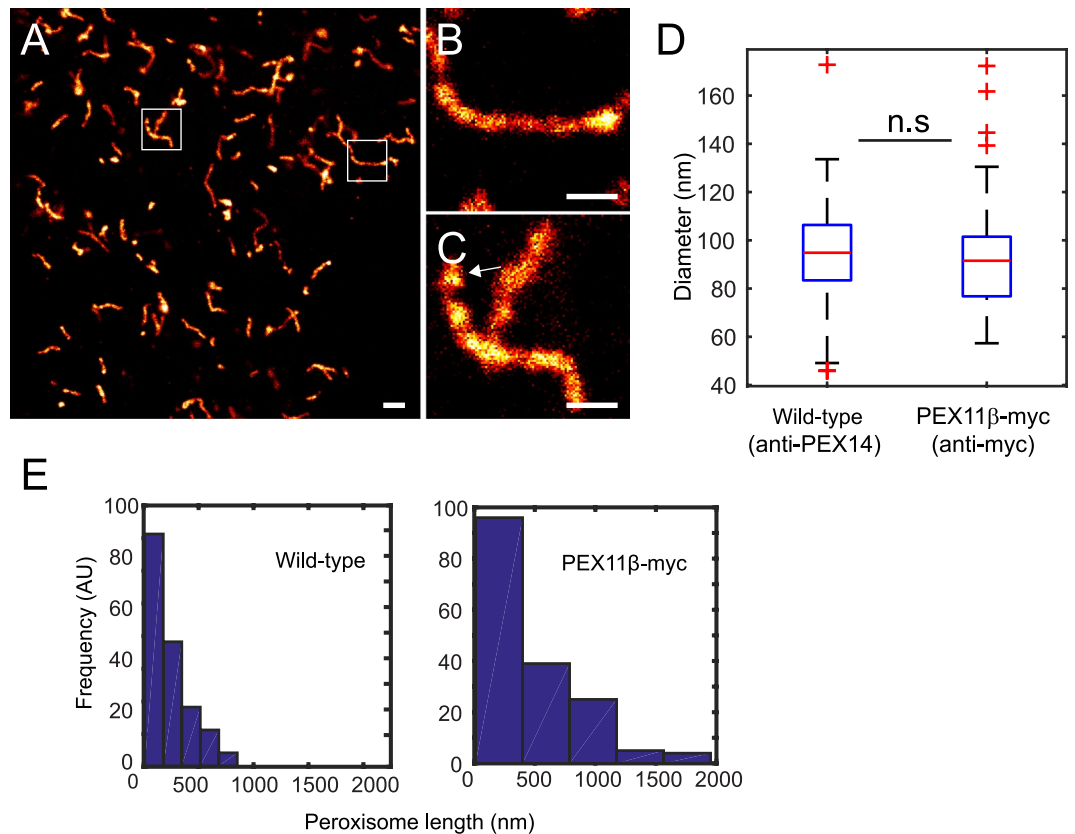 A
B
C
D
160
140
120
100
80
60
40
Diameter (nm)
n.s
Wild-type
(anti-PEX14)
PEX11β-myc
(anti-myc)
E
100
80
60
40
20
0
Frequency (AU)
Wild-type
0 500 1000 1500 2000
100
80
60
40
20
0
PEX11β-myc
0 500 1000 1500 2000
Peroxisome length (nm)